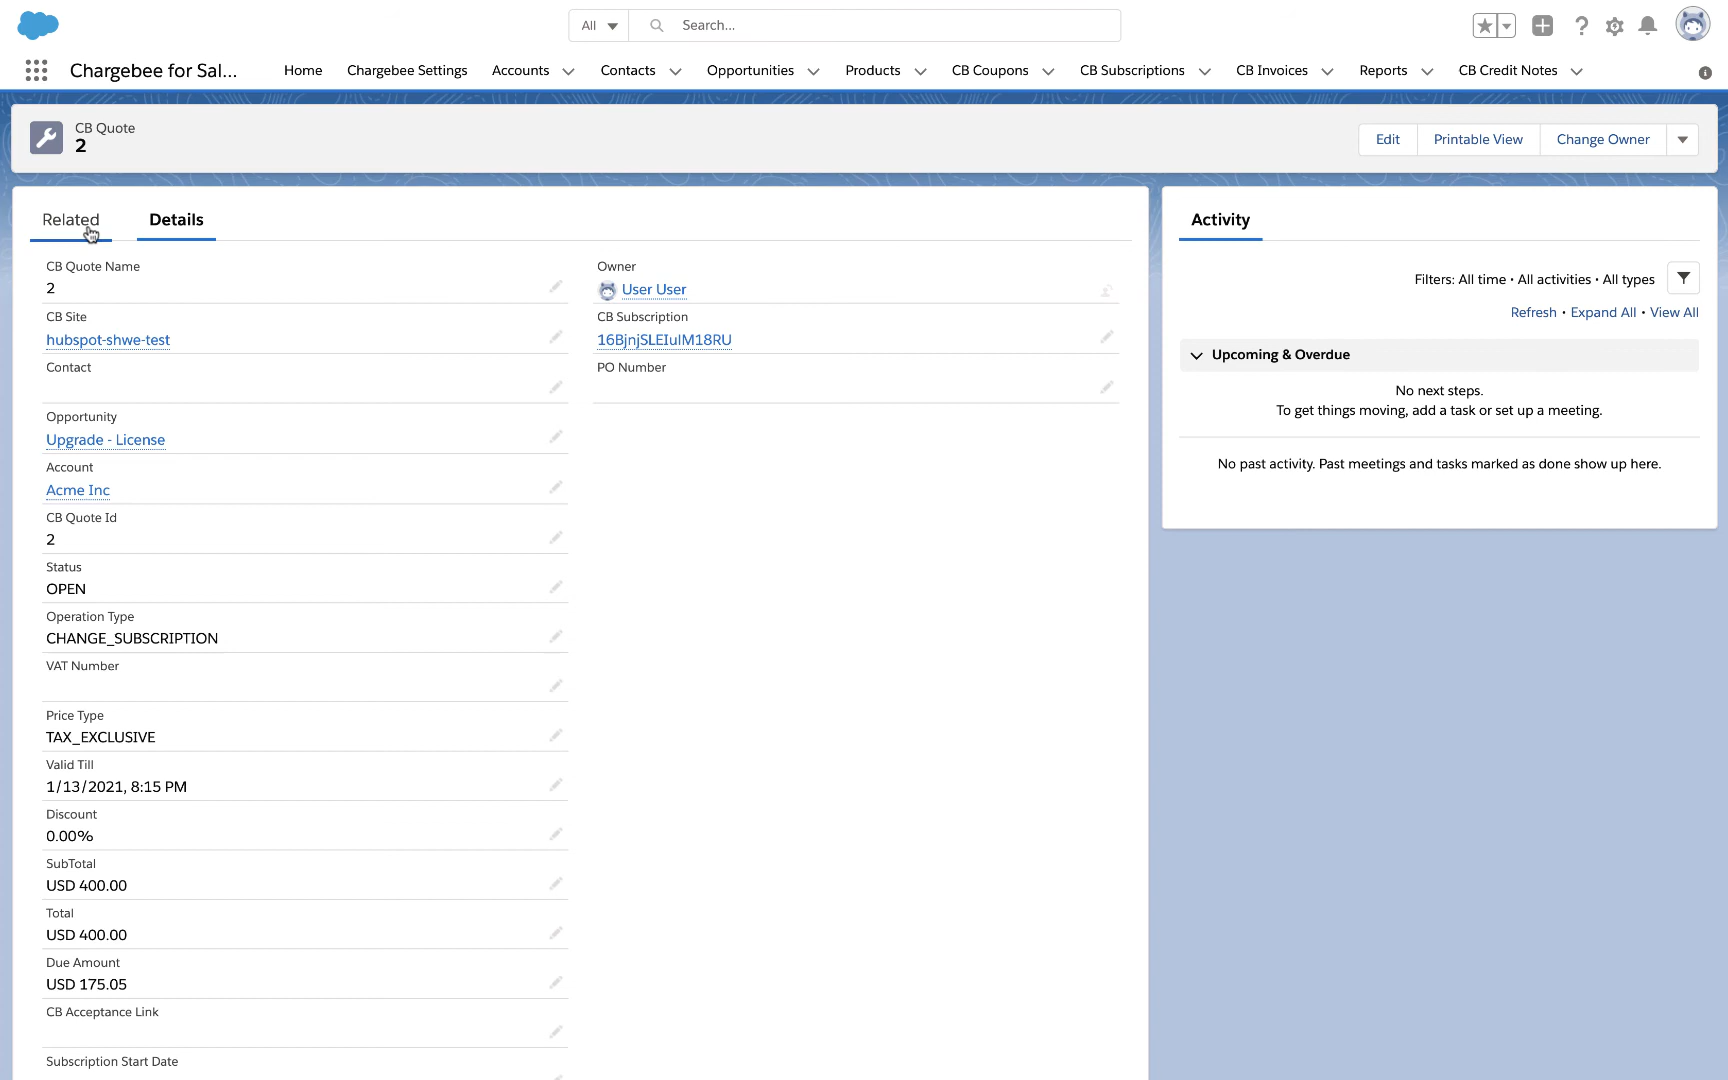 All
Search...
Chargebee for Sal...
Home
Chargebee Settings
Accounts
Contacts
Opportunities
Products
CB Coupons
CB Subscriptions
CB Invoices
Reports
CB Credit Notes
CB Quote
2
Edit
Printable View
Change Owner
Related
Details
CB Quote Name
2
CB Site
hubspot-shwe-test
Contact
Opportunity
Upgrade - License
Account
Acme Inc
CB Quote Id
2
Status
OPEN
Operation Type
CHANGE_SUBSCRIPTION
VAT Number
Price Type
TAX_EXCLUSIVE
Valid Till
1/13/2021, 8:15 PM
Discount
0.00%
SubTotal
USD 400.00
Total
USD 400.00
Due Amount
USD 175.05
CB Acceptance Link
Subscription Start Date
Owner
User User
CB Subscription
16BjnjSLEIulM18RU
PO Number
Activity
Filters: All time • All activities • All types
Refresh • Expand All • View All
Upcoming & Overdue
No next steps.
To get things moving, add a task or set up a meeting.
No past activity. Past meetings and tasks marked as done show up here.